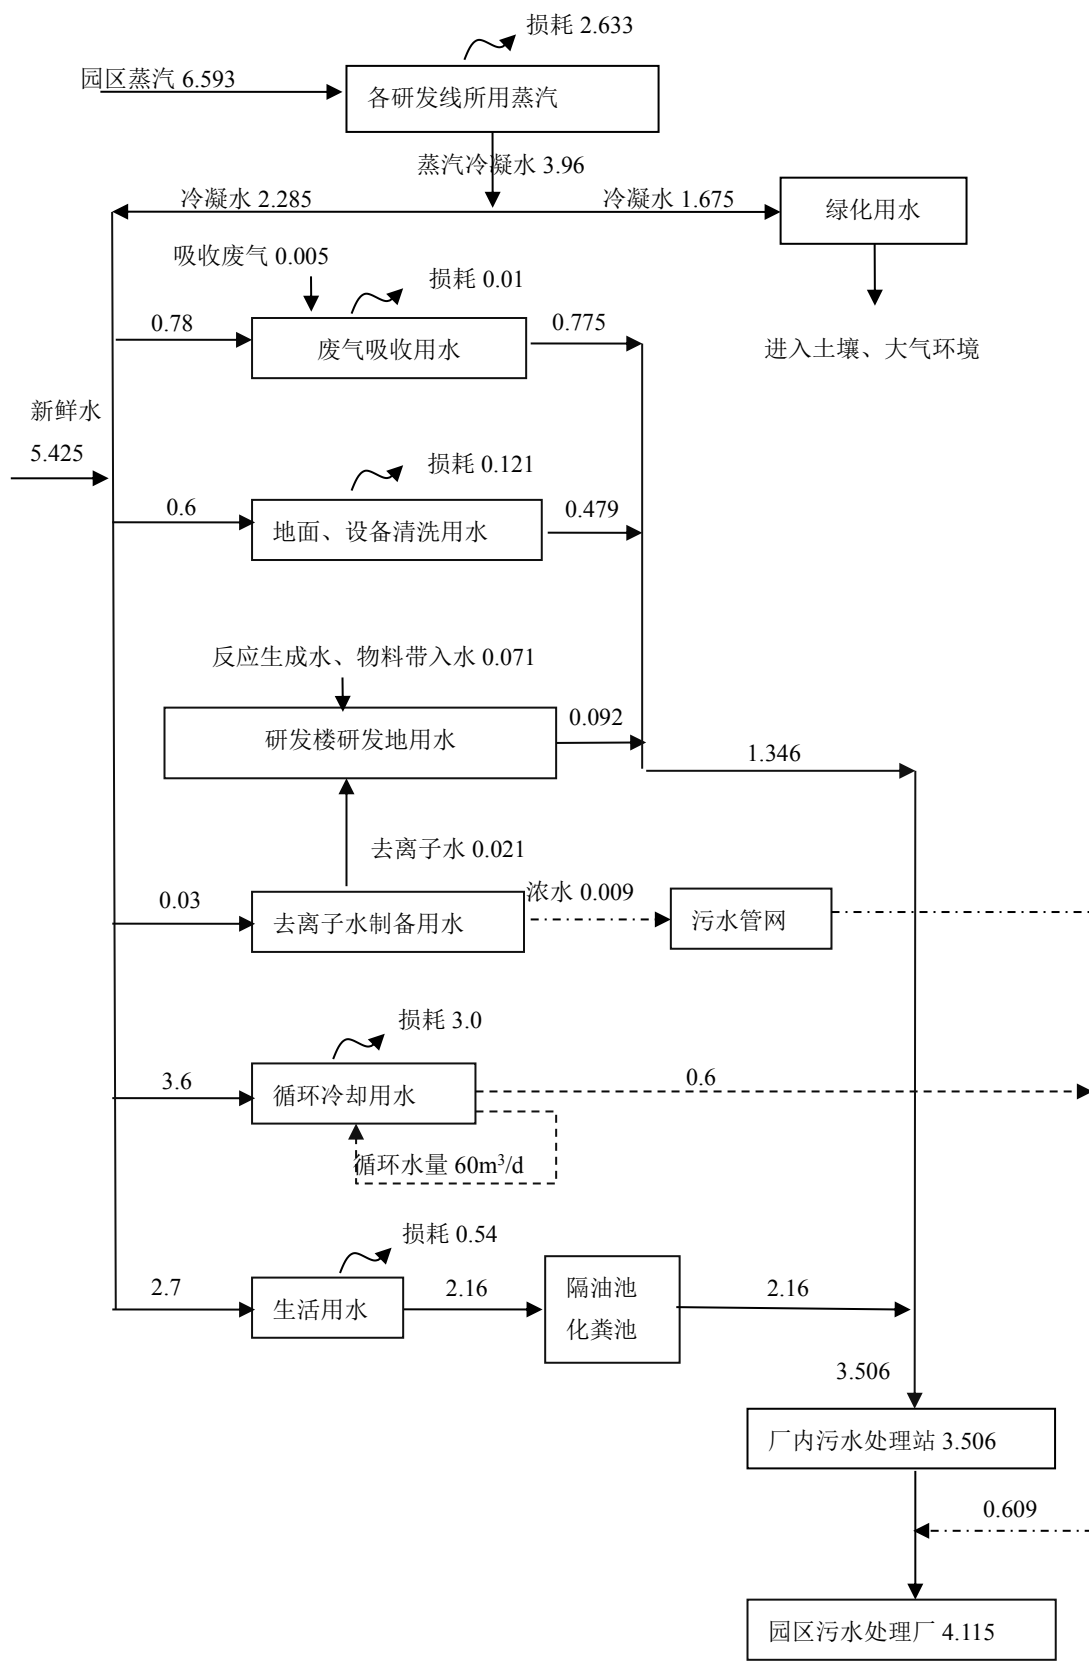 损耗 2.633
园区蒸汽 6.593
各研发线所用蒸汽
蒸汽冷凝水 3.96
冷凝水 2.285
冷凝水 1.675
绿化用水
吸收废气 0.005
损耗 0.01
0.78
废气吸收用水
0.775
进入土壤、大气环境
新鲜水
5.425
损耗 0.121
0.6
地面、设备清洗用水
0.479
反应生成水、物料带入水 0.071
研发楼研发地用水
0.092
1.346
去离子水 0.021
0.03
去离子水制备用水
浓水 0.009
污水管网
损耗 3.0
3.6
循环冷却用水
0.6
循环水量 60m³/d
损耗 0.54
2.7
生活用水
2.16
隔油池
化粪池
2.16
3.506
厂内污水处理站 3.506
0.609
园区污水处理厂 4.115